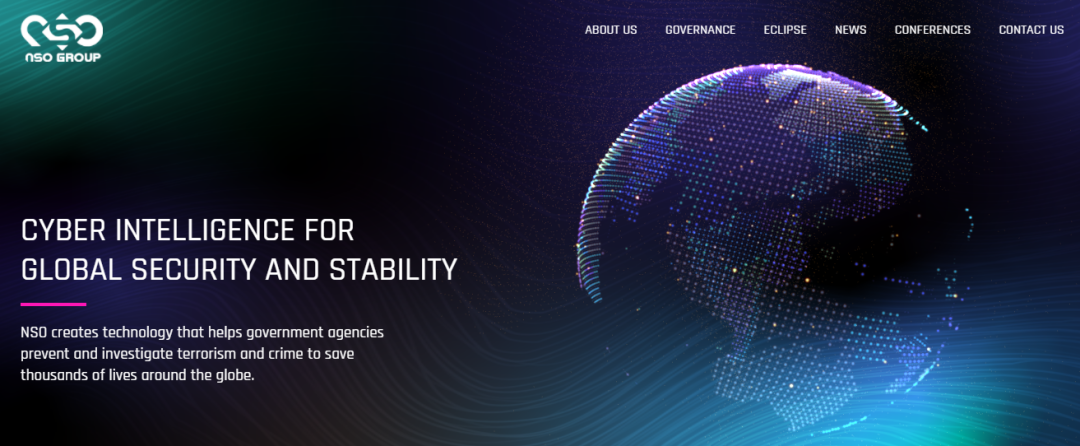 NSO GROUP
ABOUT US GOVERNANCE ECLIPSE NEWS CONFERENCES CONTACT US
CYBER INTELLIGENCE FOR
GLOBAL SECURITY AND STABILITY
NSO creates technology that helps government agencies
prevent and investigate terrorism and crime to save
thousands of lives around the globe.